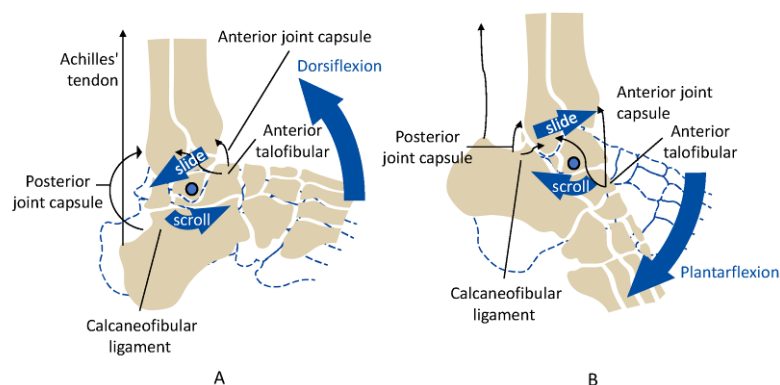 Anterior joint capsule
Achilles'
tendon
Dorsiflexion
slide
Anterior
talofibular
Posterior
joint capsule
scroll
Calcaneofibular
ligament
A
Anterior joint
capsule
slide
Anterior
talofibular
Posterior
joint capsule
scroll
Calcaneofibular
ligament
Plantarflexion
B